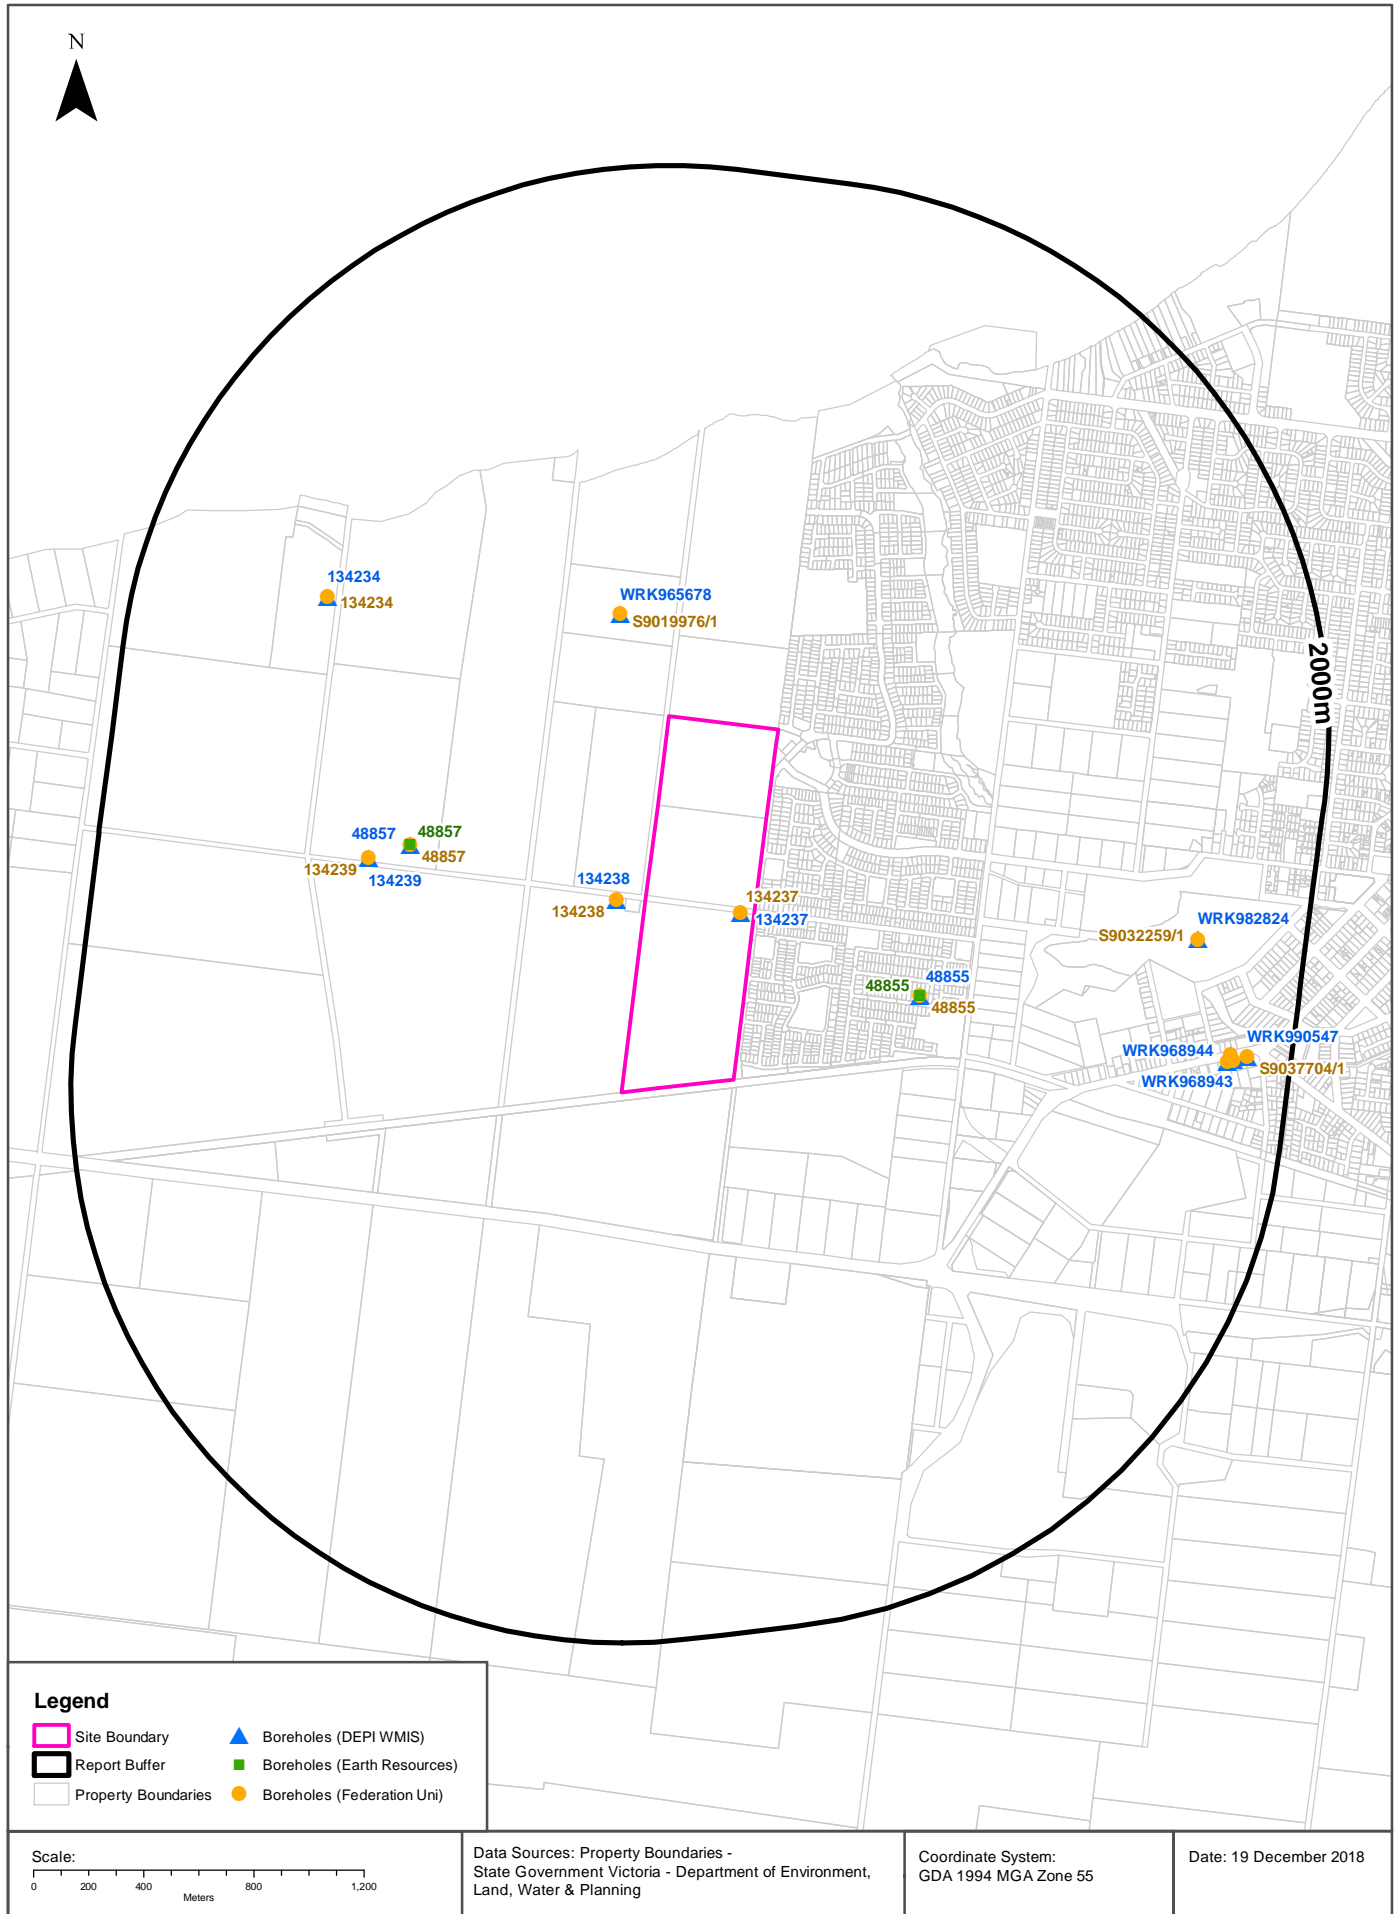 N
2000m
134234
134234
WRK965678
S9019976/1
48857
48857
48857
134239
134239
134238
134238
134237
134237
WRK982824
S9032259/1
48855
48855
48855
WRK990547
WRK968944
S9037704/1
WRK968943
Legend
Site Boundary
Report Buffer
Property Boundaries
Boreholes (DEPI WMIS)
Boreholes (Earth Resources)
Boreholes (Federation Uni)
Scale:
0 200 400 800 1,200
Meters
Data Sources: Property Boundaries -
State Government Victoria - Department of Environment,
Land, Water & Planning
Coordinate System:
GDA 1994 MGA Zone 55
Date: 19 December 2018